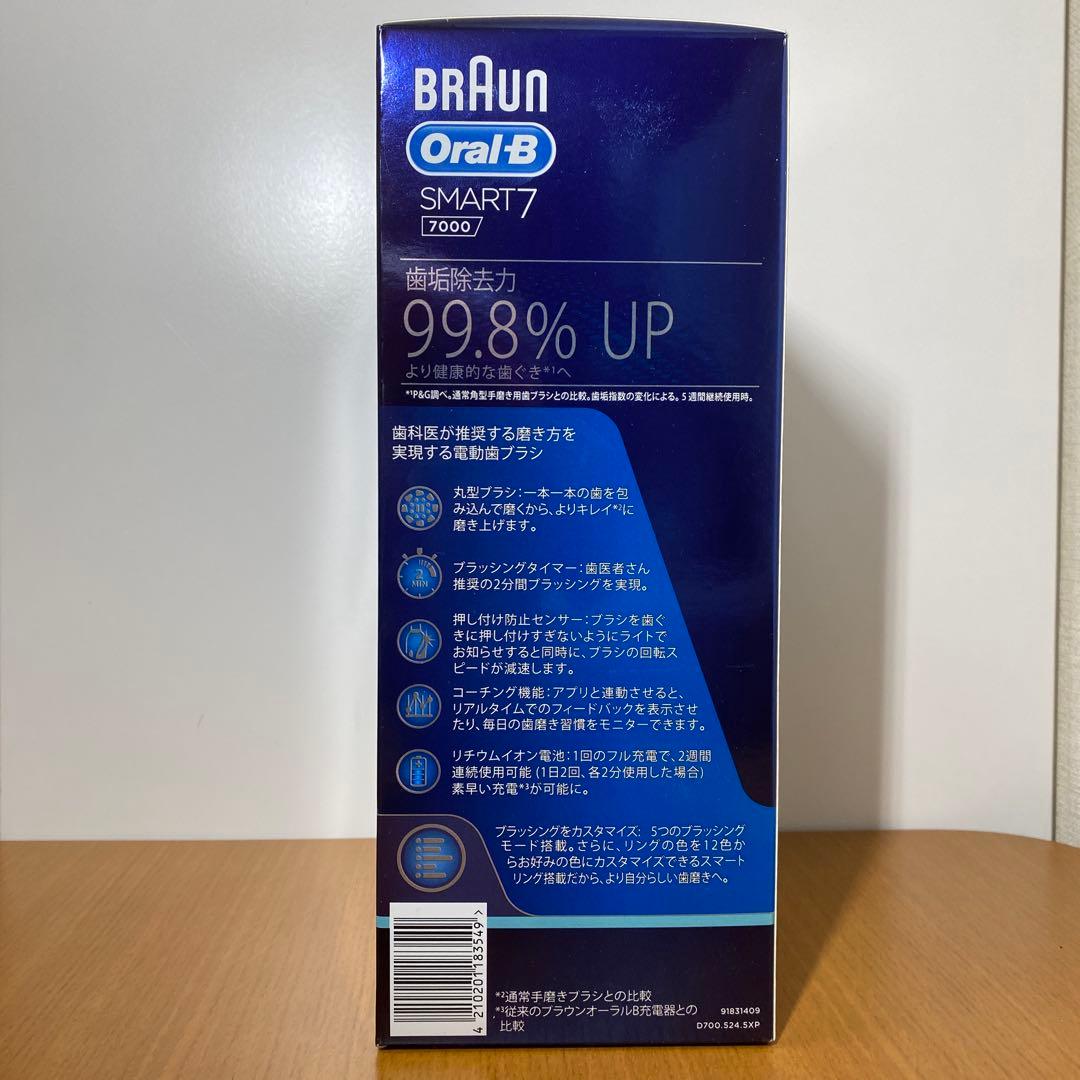 BRAUN
Oral-B
SMART7
7000
歯垢除去力
99.8% UP
より健康的な歯ぐき*1へ
*1P&G調べ。通常角型手磨き用歯ブラシとの比較。歯垢指数の変化による。5週間継続使用時。
歯科医が推奨する磨き方を
実現する電動歯ブラシ
丸型ブラシ:一本一本の歯を包
み込んで磨くから、よりキレイ*2に
磨き上げます。
2
MIN
ブラッシングタイマー:歯医者さん
推奨の2分間ブラッシングを実現。
押し付け防止センサー:ブラシを歯ぐ
きに押し付けすぎないようにライトで
お知らせすると同時に、ブラシの回転ス
ピードが減速します。
コーチング機能:アプリと連動させると、
リアルタイムでのフィードバックを表示させ
たり、毎日の歯磨き習慣をモニターできます。
リチウムイオン電池:1回のフル充電で、2週間
連続使用可能 (1日2回、各2分使用した場合)
素早い充電*3が可能に。
ブラッシングをカスタマイズ: 5つのブラッシング
モード搭載。さらに、リングの色を12色か
らお好みの色にカスタマイズできるスマート
リング搭載だから、より自分らしい歯磨きへ。
4 210201 183549 >
*2通常手磨きブラシとの比較
*3従来のブラウンオーラルB充電器との
比較
91831409
D700.524.5XP